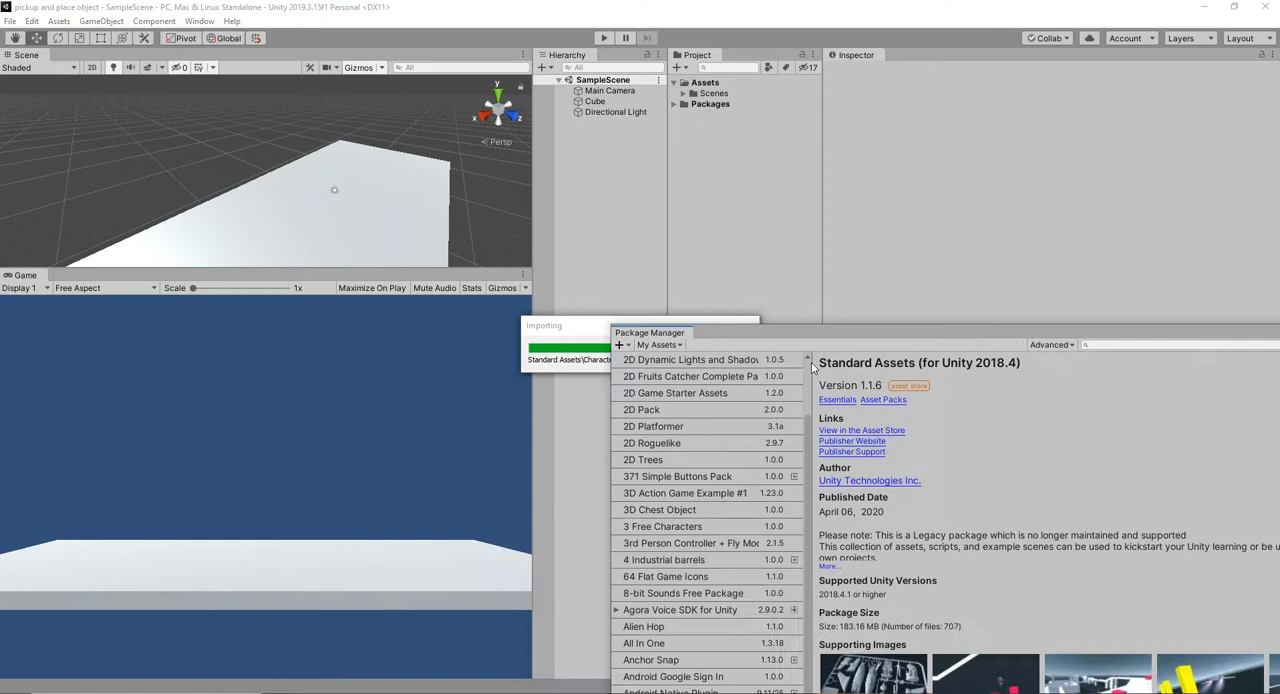 pickup and place object - SampleScene - PC, Mac & Linux Standalone - Unity 2019.3.15f1 Personal <DX11>
File Edit Assets GameObject Component Window Help
Pivot Global Collab Account Layers Layout
Scene
Shaded 2D 0 Gizmos All
y
x
z
Persp
Game
Display 1 Free Aspect Scale 1x Maximize On Play Mute Audio Stats Gizmos
Hierarchy
All
SampleScene
Main Camera
Cube
Directional Light
Project
17
Assets
Scenes
Packages
Inspector
Importing
Standard Assets\Characte
Package Manager
My Assets Advanced
2D Dynamic Lights and Shadov 1.0.5
2D Fruits Catcher Complete Pa 1.0.0
2D Game Starter Assets 1.2.0
2D Pack 2.0.0
2D Platformer 3.1a
2D Roguelike 2.9.7
2D Trees 1.0.0
371 Simple Buttons Pack 1.0.0
3D Action Game Example #1 1.23.0
3D Chest Object 1.0.0
3 Free Characters 1.0.0
3rd Person Controller + Fly Mod 2.1.5
4 Industrial barrels 1.0.0
64 Flat Game Icons 1.1.0
8-bit Sounds Free Package 1.0.0
Agora Voice SDK for Unity 2.9.0.2
Alien Hop 1.1.0
All In One 1.3.18
Anchor Snap 1.13.0
Android Google Sign In 1.0.0
Android Native Plugin 9.11/25
Standard Assets (for Unity 2018.4)
Version 1.1.6 asset store
Essentials Asset Packs
Links
View in the Asset Store
Publisher Website
Publisher Support
Author
Unity Technologies Inc.
Published Date
April 06, 2020
Please note: This is a Legacy package which is no longer maintained and supported
This collection of assets, scripts, and example scenes can be used to kickstart your Unity learning or be u
own projects.
More...
Supported Unity Versions
2018.4.1 or higher
Package Size
Size: 183.16 MB (Number of files: 707)
Supporting Images